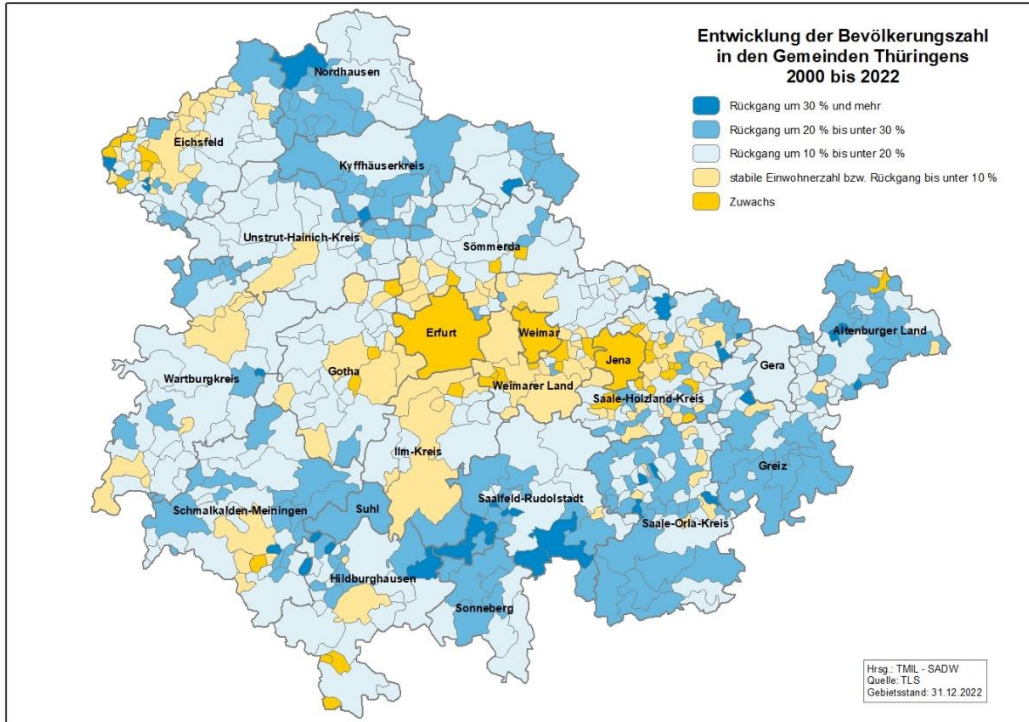 Entwicklung der Bevölkerungszahl
in den Gemeinden Thüringens
2000 bis 2022
Rückgang um 30 % und mehr
Rückgang um 20 % bis unter 30 %
Rückgang um 10 % bis unter 20 %
stabile Einwohnerzahl bzw. Rückgang bis unter 10 %
Zuwachs
Nordhausen
Eichsfeld
Kyffhäuserkreis
Unstrut-Hainich-Kreis
Sömmerda
Erfurt
Weimar
Jena
Altenburger Land
Gera
Gotha
Wartburgkreis
Weimarer Land
Saale-Holzland-Kreis
Ilm-Kreis
Greiz
Saalfeld-Rudolstadt
Schmalkalden-Meiningen
Suhl
Saale-Orla-Kreis
Hildburghausen
Sonneberg
Hrsg.: TMIL - SADW
Quelle: TLS
Gebietsstand: 31.12.2022